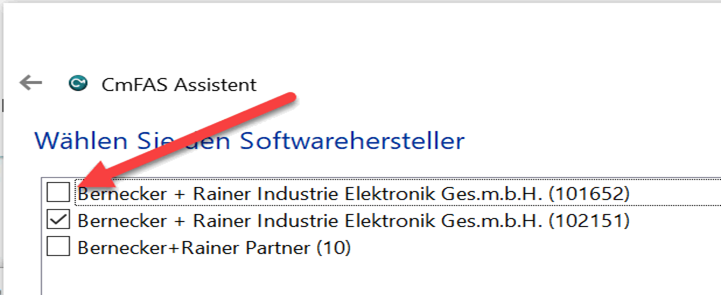 CmFAS Assistent
Wählen Sie den Softwarehersteller
Bernecker + Rainer Industrie Elektronik Ges.m.b.H. (101652)
Bernecker + Rainer Industrie Elektronik Ges.m.b.H. (102151)
Bernecker+Rainer Partner (10)